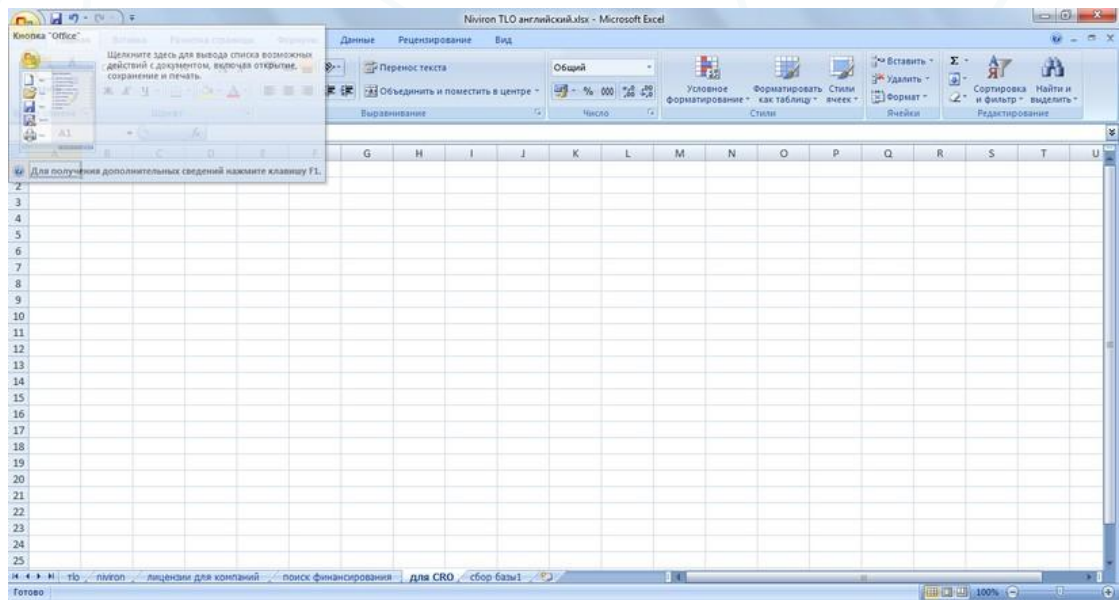 Niviron TLO английский.xlsx - Microsoft Excel
Кнопка "Office"
Щелкните здесь для вывода списка возможных
действий с документом, включая открытие,
сохранение и печать.
Для получения дополнительных сведений нажмите клавишу F1.
Данные Рецензирование Вид
Перенос текста
Объединить и поместить в центре
Выравнивание
Общий
% 000
Число
Условное
форматирование
Форматировать
как таблицу
Стили
ячеек
Стили
Вставить
Удалить
Формат
Ячейки
Σ
Сортировка
и фильтр
Найти и
выделить
Редактирование
A1
G H I J K L M N O P Q R S T U
2
3
4
5
6
7
8
9
10
11
12
13
14
15
16
17
18
19
20
21
22
23
24
25
тlo niviron лицензии для компаний поиск финансирования для CRO сбор базы1
Готово
100%